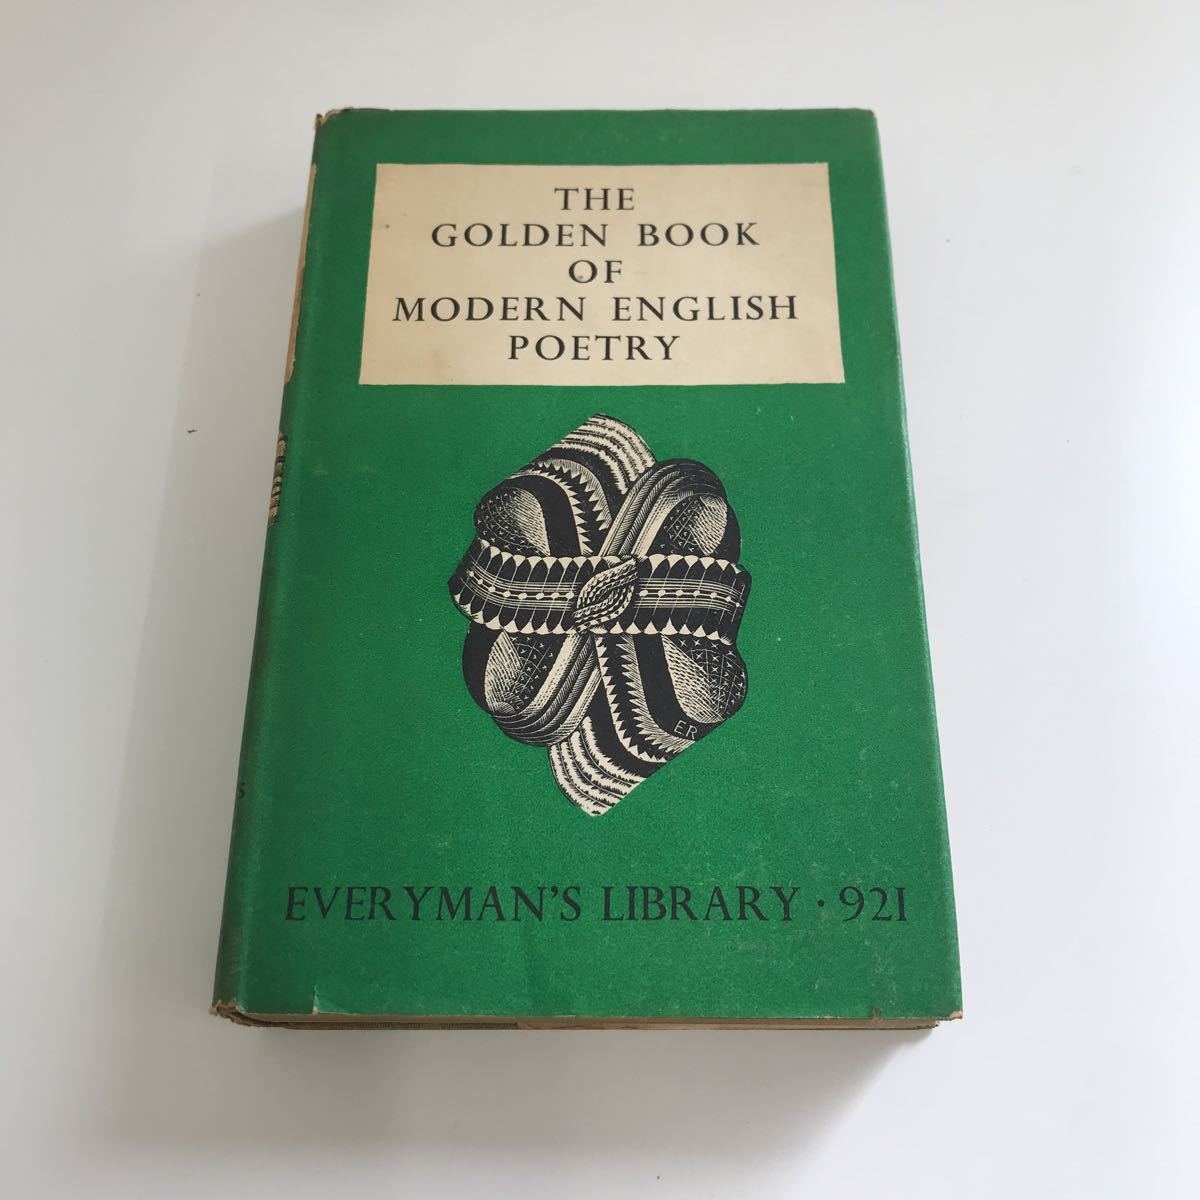 THE
GOLDEN BOOK
OF
MODERN ENGLISH
POETRY
ER
EVERYMAN'S LIBRARY · 921